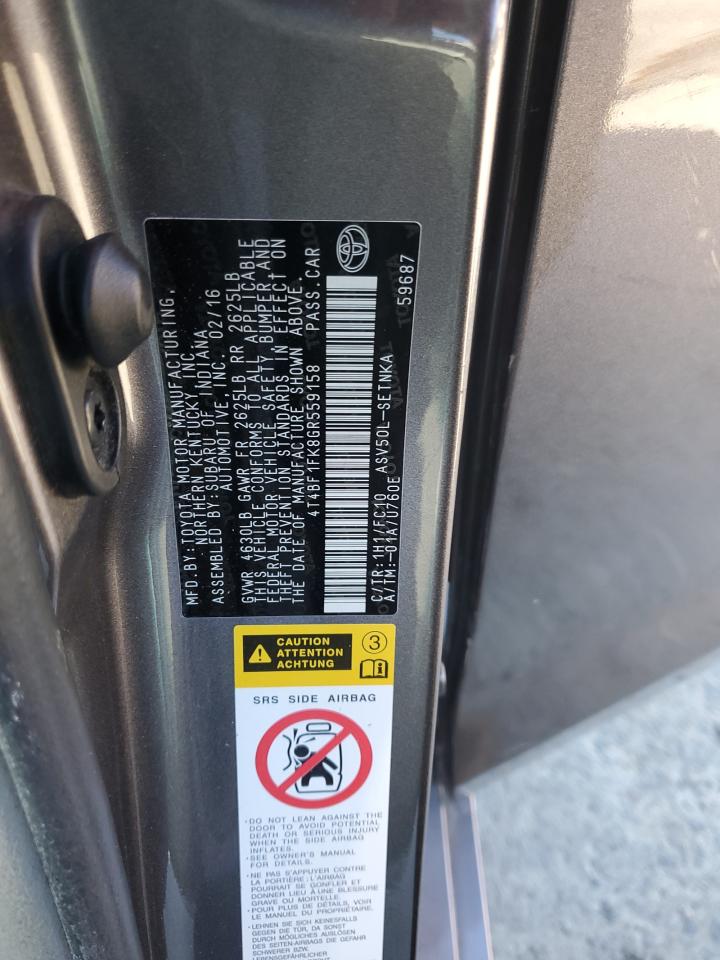 MFD.BY:TOYOTA MOTOR MANUFACTURING,
NORTHERN KENTUCKY, INC.
ASSEMBLED BY:SUBARU OF INDIANA
AUTOMOTIVE, INC. 02/16
GVWR 4630LB GAWR FR 2625LB RR 2625LB
THIS VEHICLE CONFORMS TO ALL APPLICABLE
FEDERAL MOTOR VEHICLE SAFETY, BUMPER AND
THEFT PREVENTION STANDARDS IN EFFECT ON
THE DATE OF MANUFACTURE SHOWN ABOVE.
4T4BF1FK8GR559158 PASS.CAR
C/TR:1H1/FC10 ASV50L-SETNKA
A/TM:-01A/U760E 59687
CAUTION
ATTENTION
ACHTUNG
3
SRS SIDE AIRBAG
·DO NOT LEAN AGAINST THE
DOOR TO AVOID POTENTIAL
DEATH OR SERIOUS INJURY
WHEN THE SIDE AIRBAG
INFLATES.
·SEE OWNER'S MANUAL
FOR DETAILS.
·NE PAS S'APPUYER CONTRE
LA PORTIÈRE: L'AIRBAG
POURRAIT SE GONFLER ET
DONNER LIEU À UNE BLESSURE
GRAVE OU MORTELLE.
·POUR PLUS DE DÉTAILS, VOIR
LE MANUEL DU PROPRIÉTAIRE.
·LEHNEN SIE SICH KEINESFALLS
GEGEN DIE TÜR, DA SONST
DURCH AUSLÖSEN
DES SEITEN-AIRBAGS DIE GEFAHR
SCHWERER BZW.
LEBENSGEFÄHRLICHER